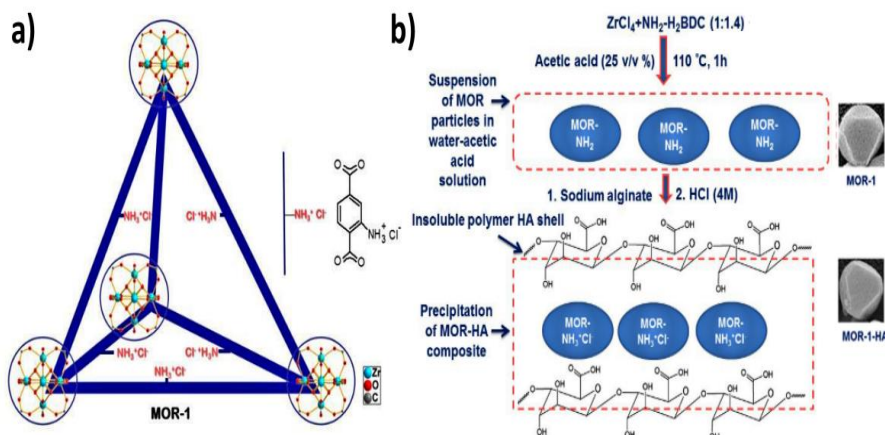 a)
NH₃⁺Cl⁻
Cl⁻⁺H₃N
NH₃⁺ Cl⁻
O
O⁻
NH₃⁺ Cl⁻
O
O⁻
NH₃⁺Cl⁻
Cl⁻⁺H₃N
NH₃⁺Cl⁻
MOR-1
Zr
O
C
b)
ZrCl₄+NH₂-H₂BDC (1:1.4)
Acetic acid (25 v/v %)
110 °C, 1h
Suspension
of MOR
particles in
water-acetic
acid
solution
MOR-
NH₂
MOR-
NH₂
MOR-
NH₂
MOR-1
1. Sodium alginate
2. HCl (4M)
Insoluble polymer HA shell
Precipitation
of MOR-HA
composite
MOR-
NH₃⁺Cl⁻
MOR-
NH₃⁺Cl⁻
MOR-
NH₃⁺Cl⁻
MOR-1-HA